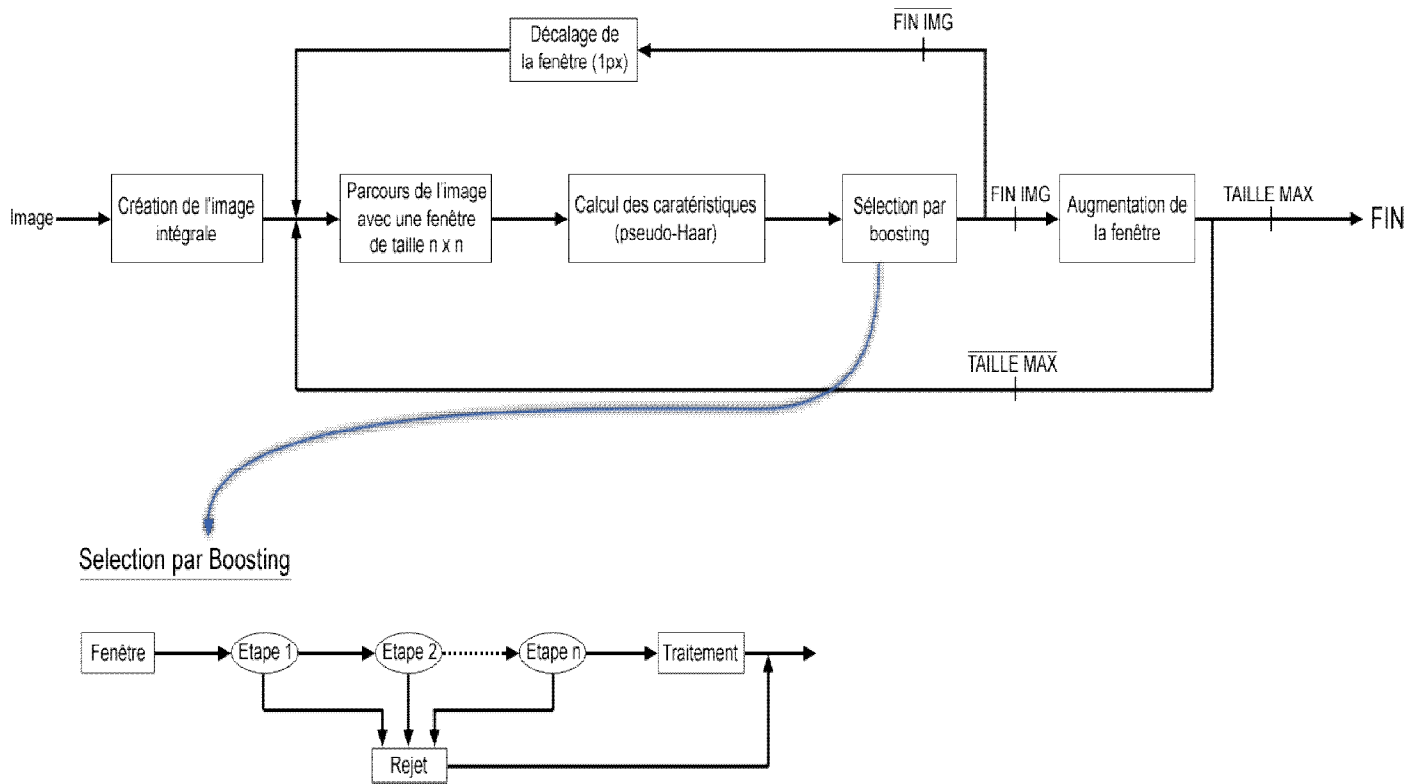 FIN IMG
Décalage de
la fenêtre (1px)
Image
Création de l'image
intégrale
Parcours de l'image
avec une fenêtre
de taille n x n
Calcul des caratéristiques
(pseudo-Haar)
Sélection par
boosting
FIN IMG
Augmentation de
la fenêtre
TAILLE MAX
FIN
TAILLE MAX
Selection par Boosting
Fenêtre
Etape 1
Etape 2
Etape n
Traitement
Rejet